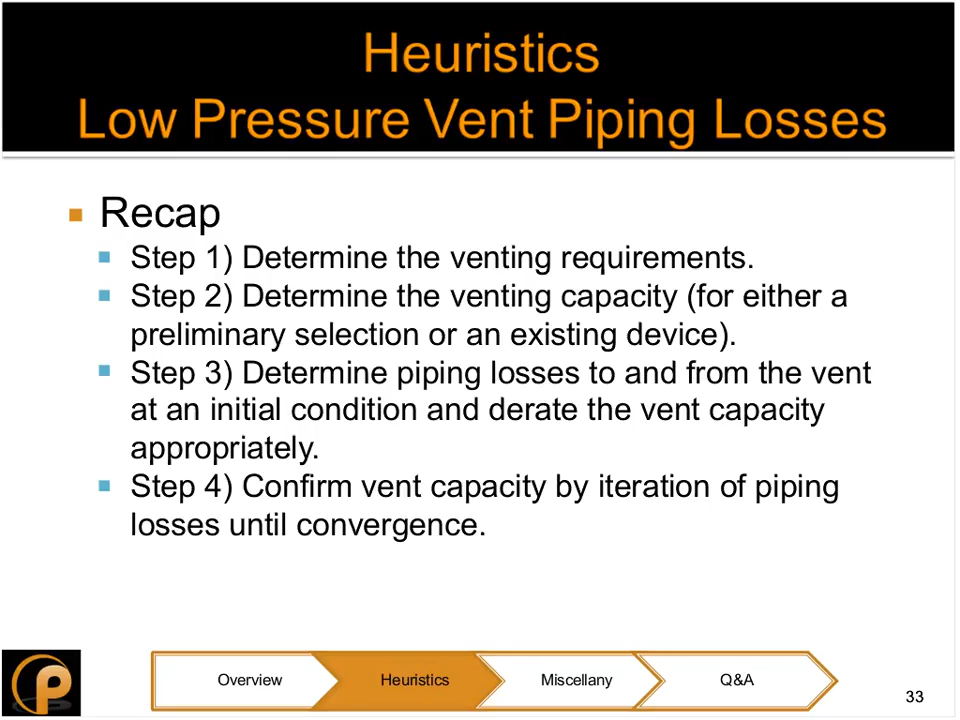 Heuristics
Low Pressure Vent Piping Losses
Recap
Step 1) Determine the venting requirements.
Step 2) Determine the venting capacity (for either a
preliminary selection or an existing device).
Step 3) Determine piping losses to and from the vent
at an initial condition and derate the vent capacity
appropriately.
Step 4) Confirm vent capacity by iteration of piping
losses until convergence.
P
Overview
Heuristics
Miscellany
Q&A
33